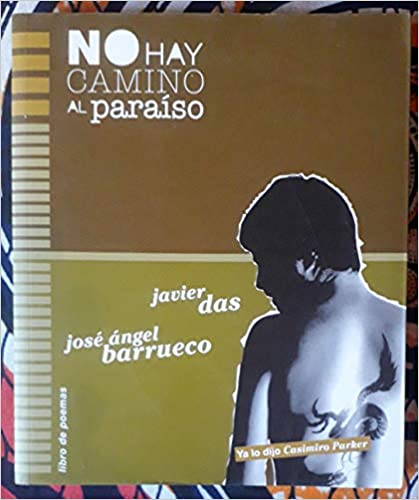 NO HAY
CAMINO
AL paraíso
javier
das
josé ángel
barrueco
libro de poemas
Ya lo dijo Casimiro Parker